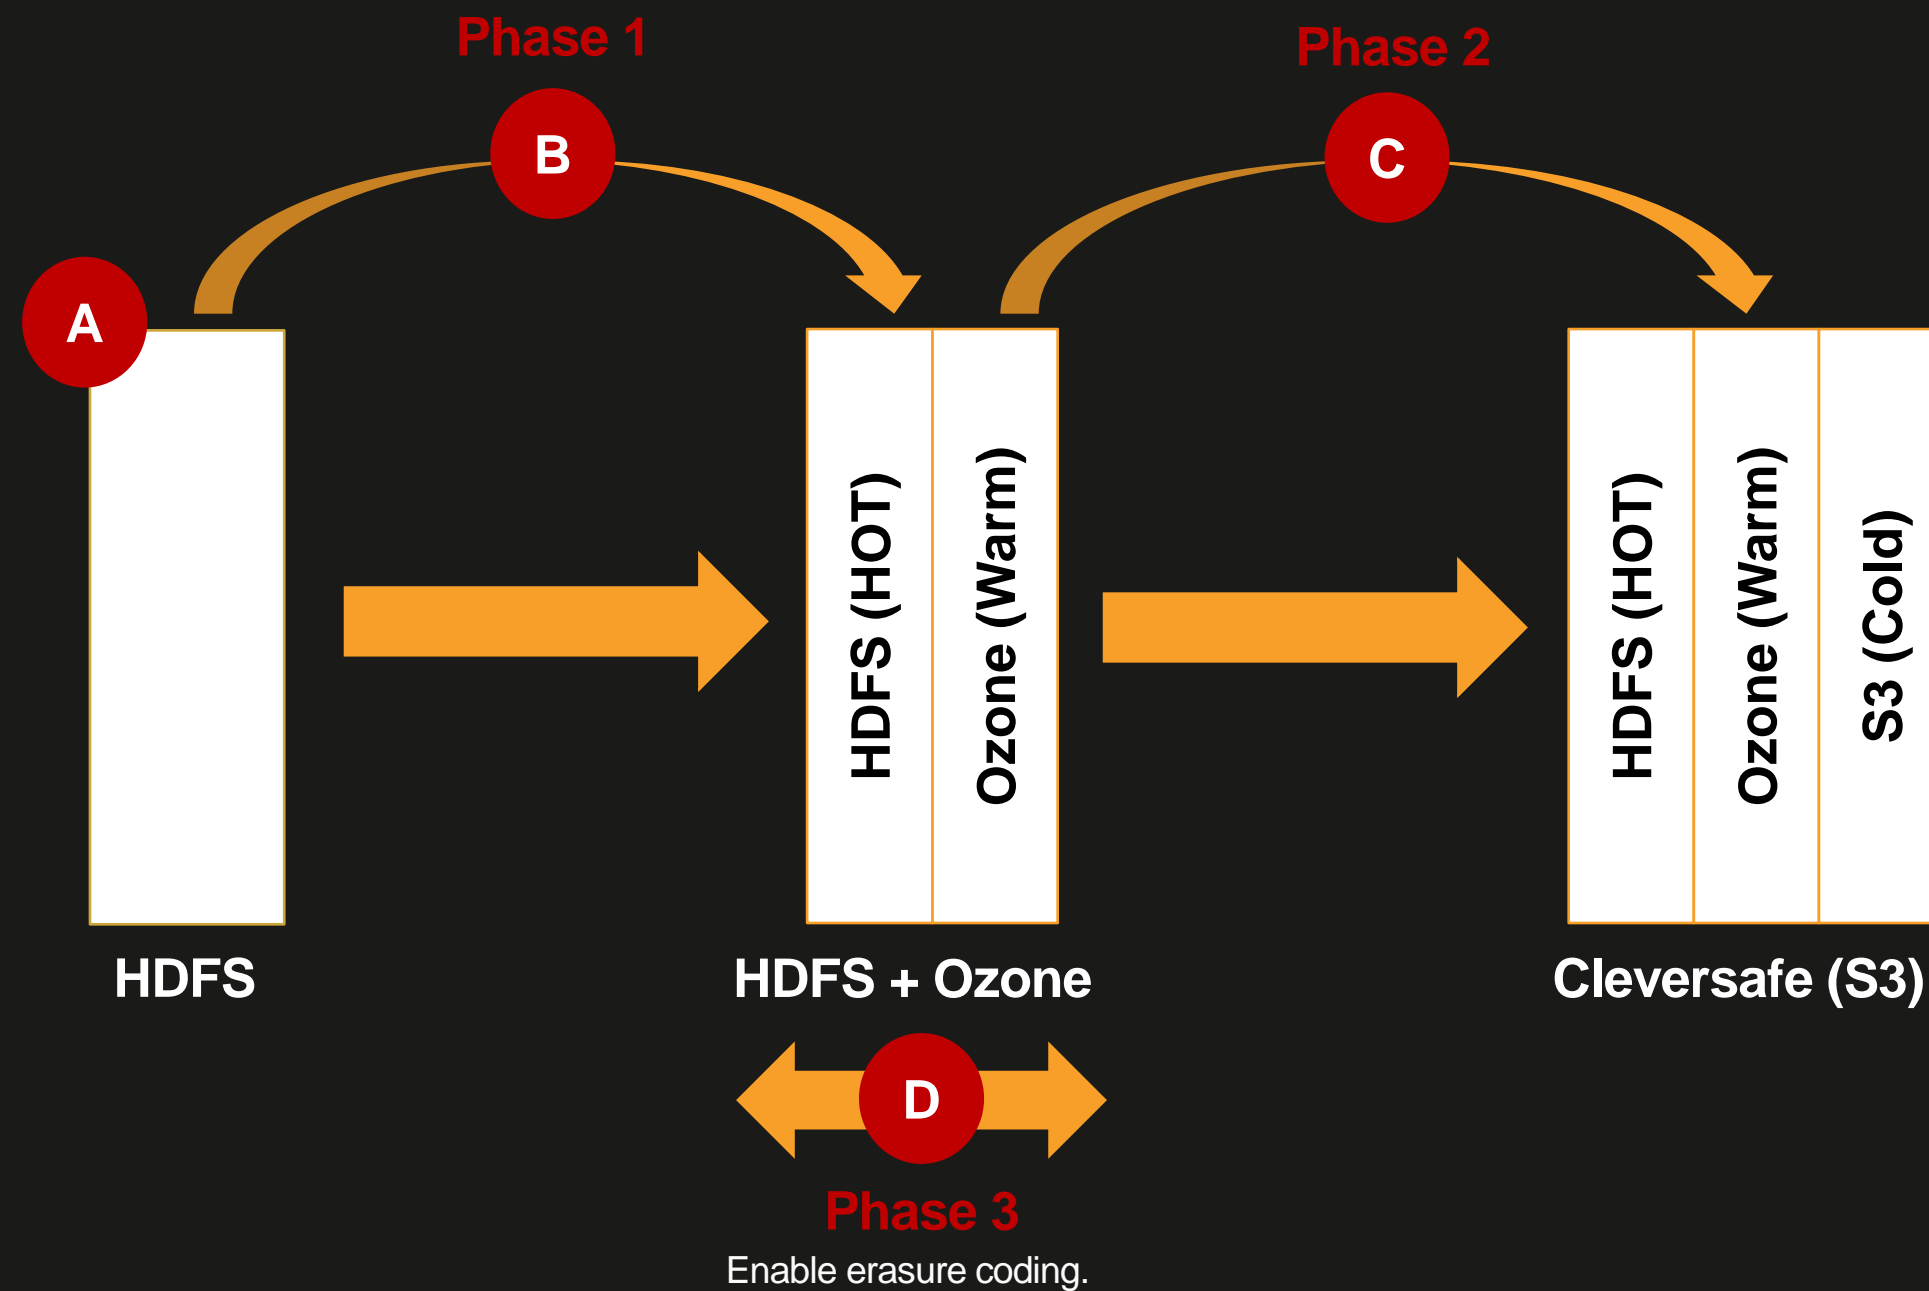 Phase 1
Phase 2
B
C
A
HDFS (HOT)
Ozone (Warm)
HDFS (HOT)
Ozone (Warm)
S3 (Cold)
HDFS
HDFS + Ozone
Cleversafe (S3)
D
Phase 3
Enable erasure coding.